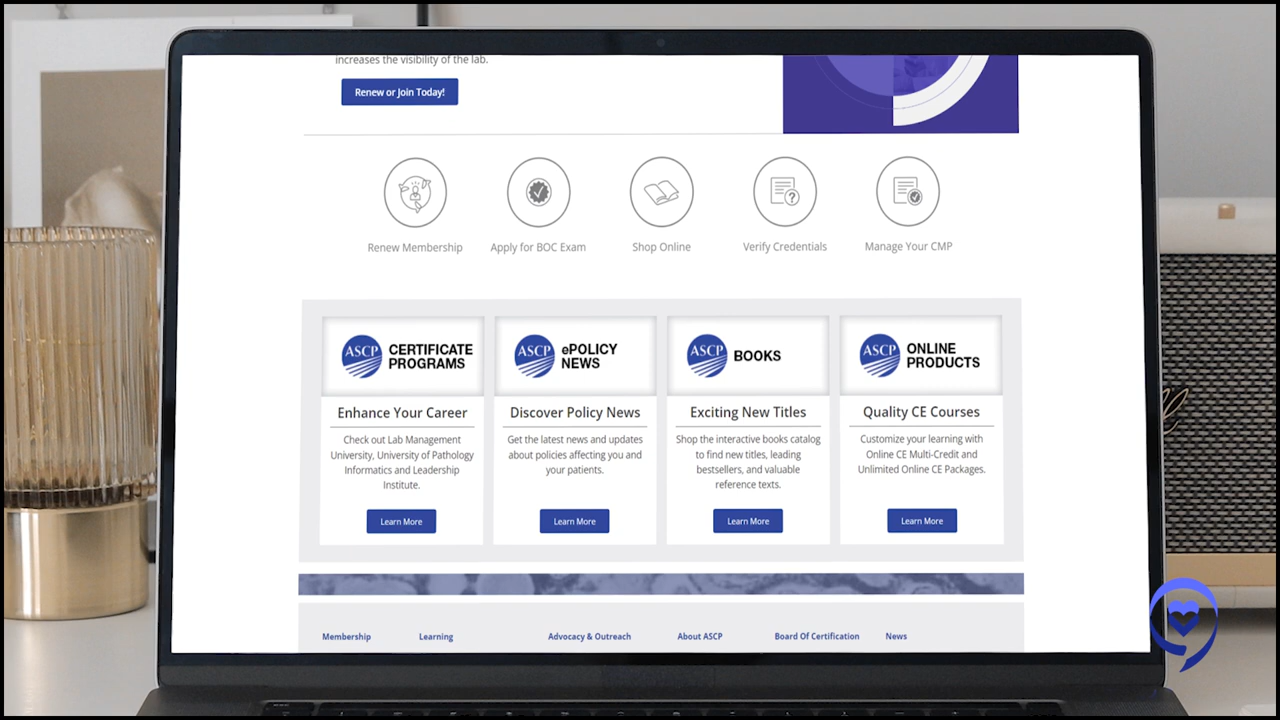 increases the visibility of the lab.
Renew or Join Today!
Renew Membership
Apply for BOC Exam
Shop Online
Verify Credentials
Manage Your CMP
ASCP
CERTIFICATE
PROGRAMS
Enhance Your Career
Check out Lab Management
University, University of Pathology
Informatics and Leadership
Institute.
Learn More
ASCP
ePOLICY
NEWS
Discover Policy News
Get the latest news and updates
about policies affecting you and
your patients.
Learn More
ASCP
BOOKS
Exciting New Titles
Shop the interactive books catalog
to find new titles, leading
bestsellers, and valuable
reference texts.
Learn More
ASCP
ONLINE
PRODUCTS
Quality CE Courses
Customize your learning with
Online CE Multi-Credit and
Unlimited Online CE Packages.
Learn More
Membership
Learning
Advocacy & Outreach
About ASCP
Board Of Certification
News